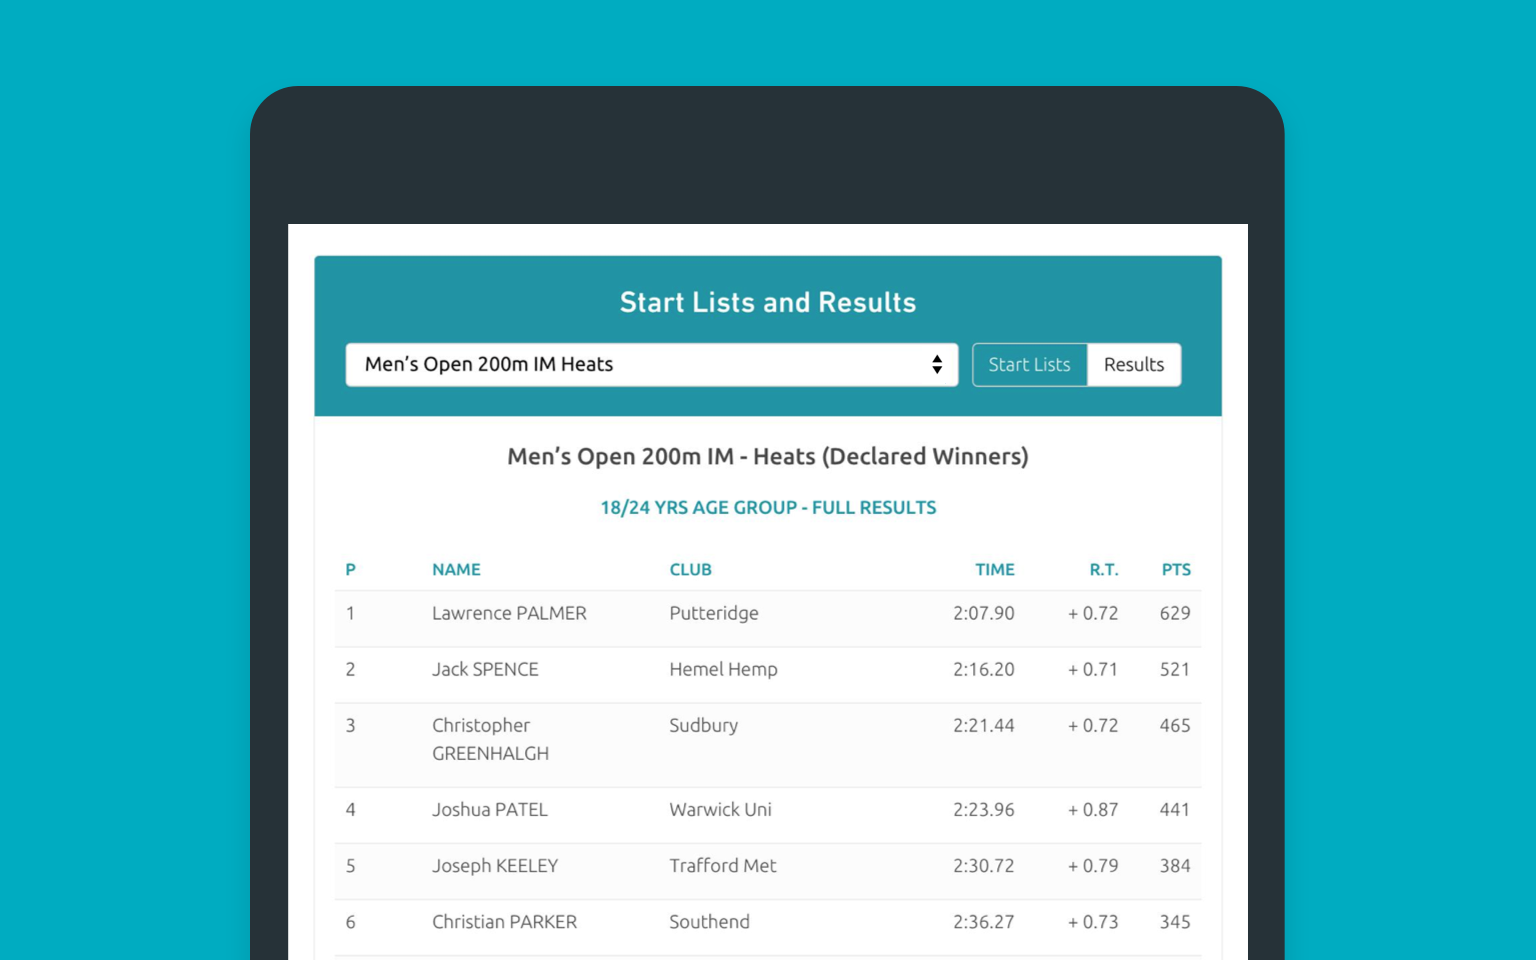 Start Lists and Results
Men’s Open 200m IM Heats Start Lists Results
Men’s Open 200m IM - Heats (Declared Winners)
18/24 YRS AGE GROUP - FULL RESULTS
P NAME CLUB TIME R.T. PTS
1 Lawrence PALMER Putteridge 2:07.90 + 0.72 629
2 Jack SPENCE Hemel Hemp 2:16.20 + 0.71 521
3 Christopher GREENHALGH Sudbury 2:21.44 + 0.72 465
4 Joshua PATEL Warwick Uni 2:23.96 + 0.87 441
5 Joseph KEELEY Trafford Met 2:30.72 + 0.79 384
6 Christian PARKER Southend 2:36.27 + 0.73 345